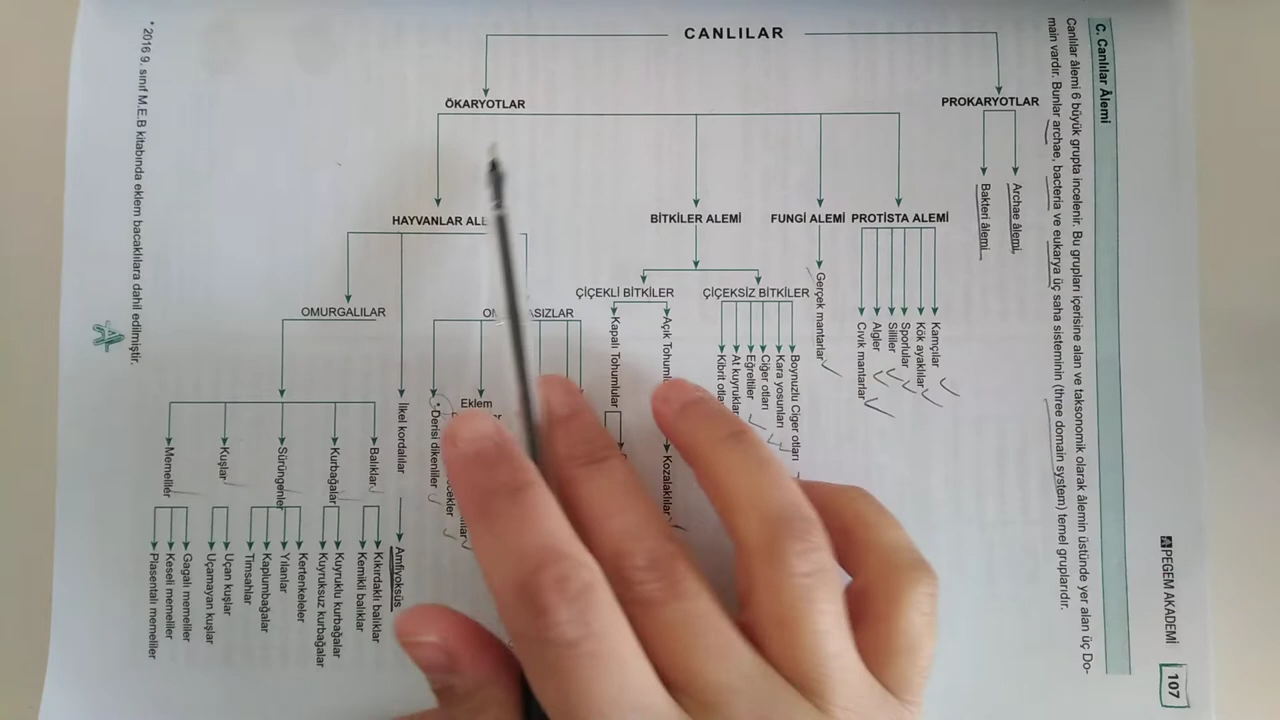 PEGEM AKADEMİ
107
C. Canlılar Âlemi
Canlılar âlemi 6 büyük grupta incelenir. Bu grupları içerisine alan ve taksonomik olarak âlemin üstünde yer alan üç Do-
main vardır. Bunlar archae, bacteria ve eukarya üç saha sisteminin (three domain system) temel gruplarıdır.
CANLILAR
ÖKARYOTLAR
PROKARYOTLAR
Archae âlemi
Bakteri âlemi
HAYVANLAR
BİTKİLER ALEMİ
FUNGİ ALEMİ
PROTİSTA ALEMİ
Kamçılar
Kök ayaklılar
Sporlular
Silliler
Algler
Cıvık mantarlar
Gerçek mantarlar
ÇİÇEKLİ BİTKİLER
ÇİÇEKSİZ BİTKİLER
Boynuzlu Ciger otları
Kara yosunları
Ciğer otları
Eğreltiler
At kuyrukları
Kibrit
Açık
Kozalaklılar
Kapalı Tohumlular
OMURGALILAR
Eklem
* Derisi dikenliler
İlkel kordalılar
Amfiyoksüs
Balıklar
Kıkırdaklı balıklar
Kemikli balıklar
Kurbağalar
Kuyruklu kurbağalar
Kuyruksuz kurbağalar
Sürüngenler
Kertenkeleler
Yılanlar
Kaplumbağalar
Timsahlar
Kuşlar
Uçan kuşlar
Uçamayan kuşlar
Memeliler
Gagalı memeliler
Keseli memeliler
Plasentalı memeliler
* 2016 9. sınıf M.E.B kitabında eklem bacaklılara dahil edilmiştir.